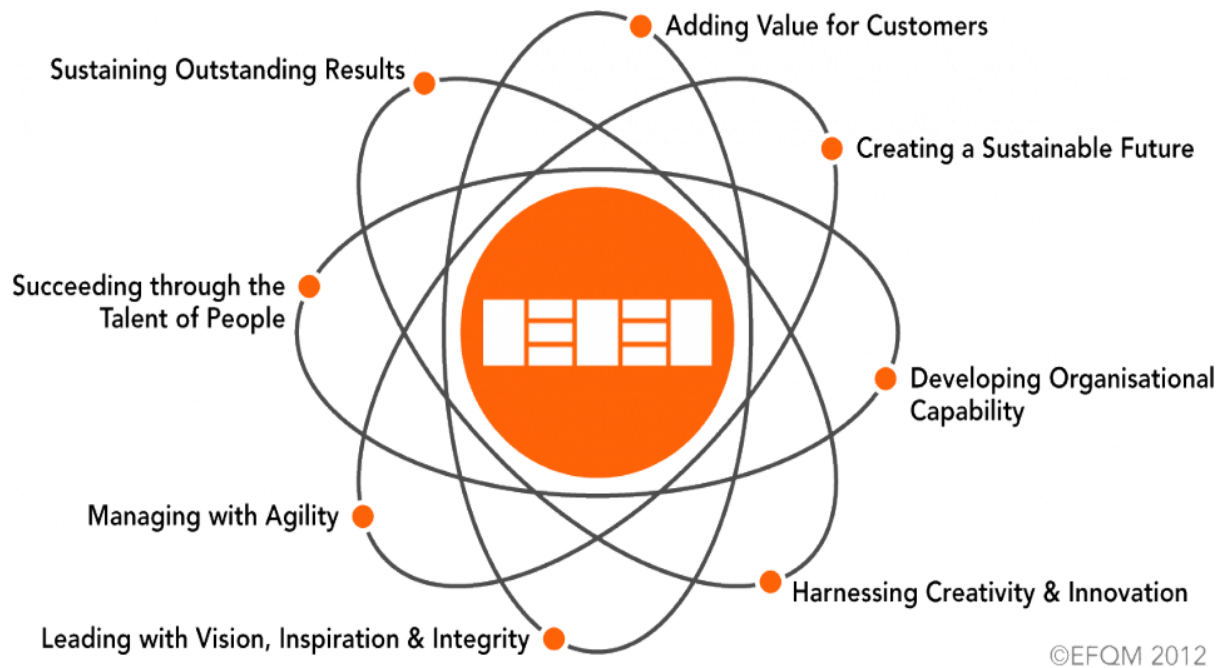 Adding Value for Customers
Sustaining Outstanding Results
Creating a Sustainable Future
Succeeding through the
Talent of People
Developing Organisational
Capability
Managing with Agility
Harnessing Creativity & Innovation
Leading with Vision, Inspiration & Integrity
©EFQM 2012